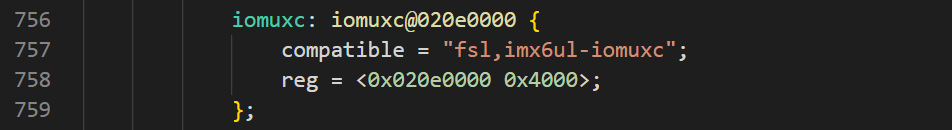 756 iomuxc: iomuxc@020e0000 {
757 compatible = "fsl,imx6ul-iomuxc";
758 reg = <0x020e0000 0x4000>;
759 };